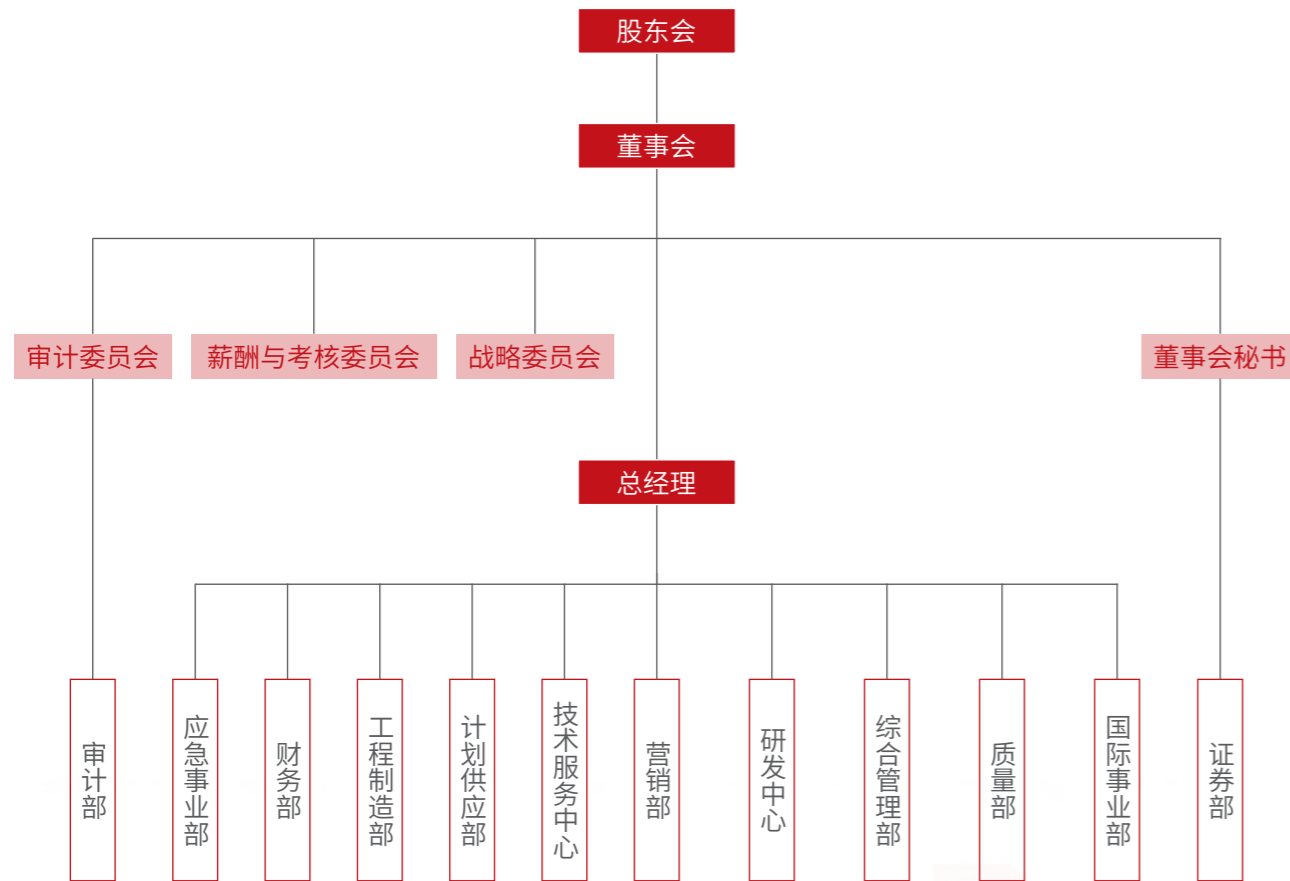 股东会
董事会
审计委员会
薪酬与考核委员会
战略委员会
董事会秘书
总经理
审计部
应急事业部
财务部
工程制造部
计划供应部
技术服务中心
营销部
研发中心
综合管理部
质量部
国际事业部
证券部